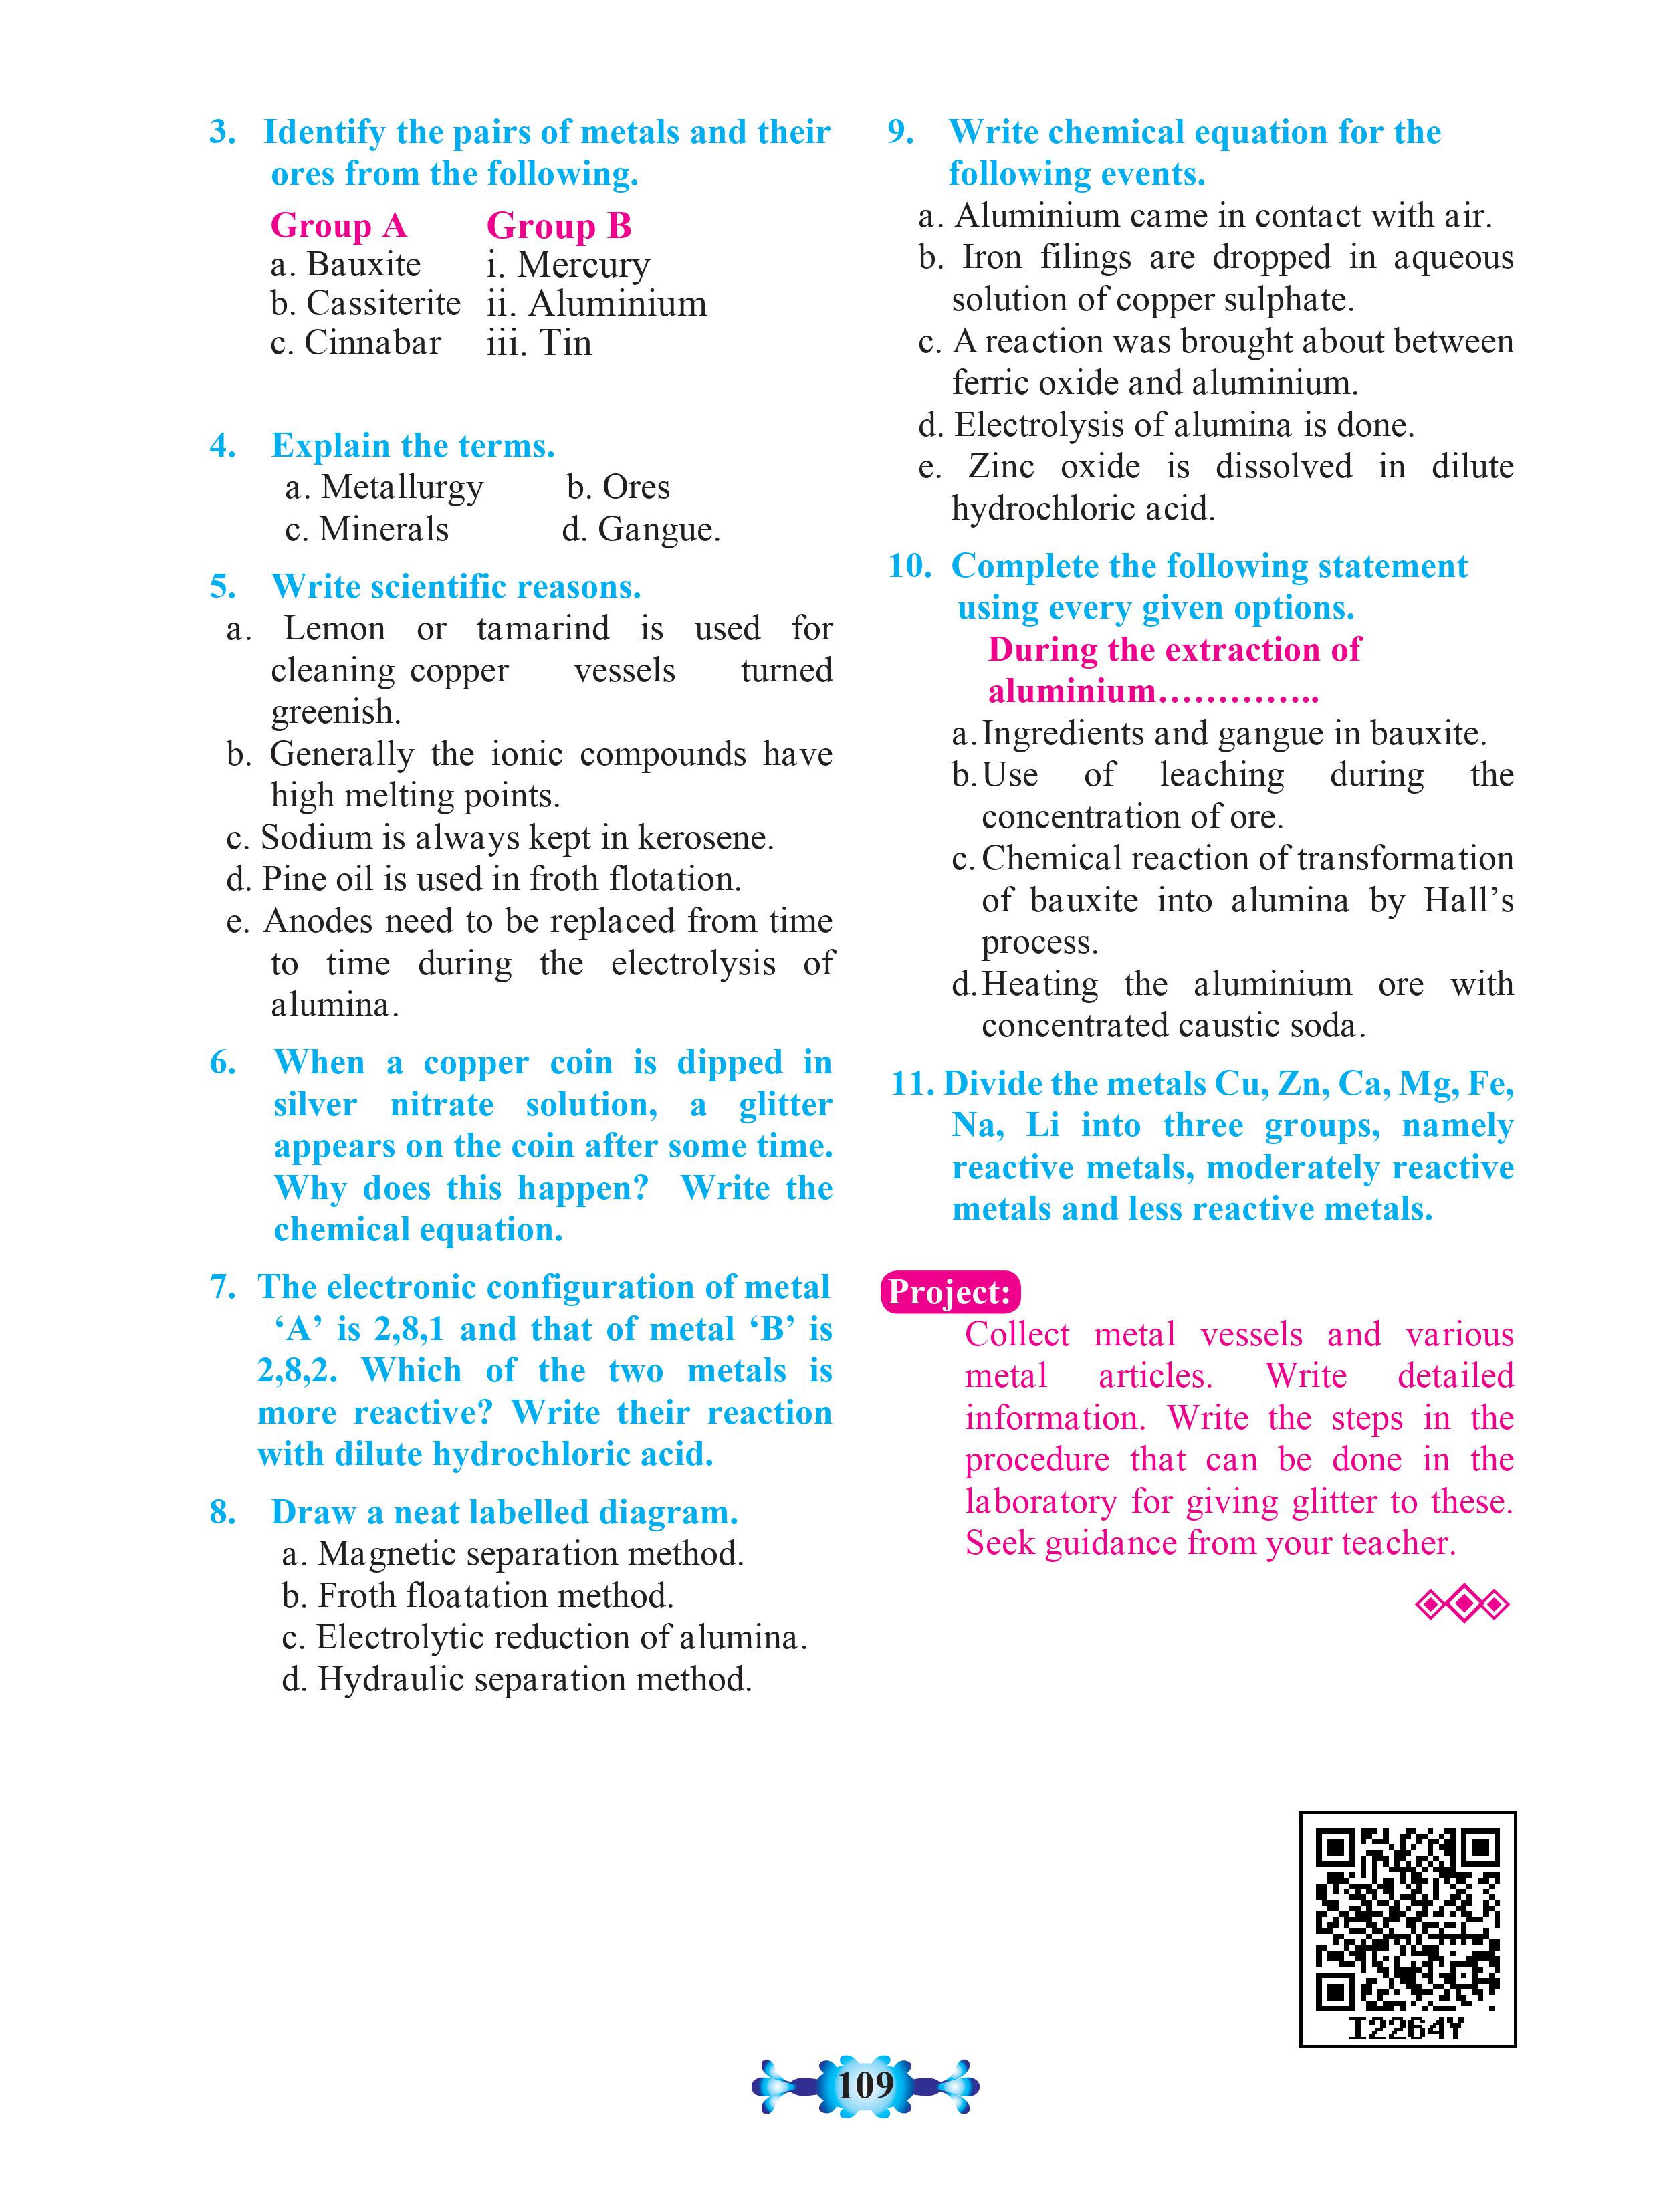 3. Identify the pairs of metals and their
ores from the following.
Group A Group B
a. Bauxite i. Mercury
b. Cassiterite ii. Aluminium
c. Cinnabar iii. Tin
4. Explain the terms.
a. Metallurgy b. Ores
c. Minerals d. Gangue.
5. Write scientific reasons.
a. Lemon or tamarind is used for
cleaning copper vessels turned
greenish.
b. Generally the ionic compounds have
high melting points.
c. Sodium is always kept in kerosene.
d. Pine oil is used in froth flotation.
e. Anodes need to be replaced from time
to time during the electrolysis of
alumina.
6. When a copper coin is dipped in
silver nitrate solution, a glitter
appears on the coin after some time.
Why does this happen? Write the
chemical equation.
7. The electronic configuration of metal
‘A’ is 2,8,1 and that of metal ‘B’ is
2,8,2. Which of the two metals is
more reactive? Write their reaction
with dilute hydrochloric acid.
8. Draw a neat labelled diagram.
a. Magnetic separation method.
b. Froth floatation method.
c. Electrolytic reduction of alumina.
d. Hydraulic separation method.
9. Write chemical equation for the
following events.
a. Aluminium came in contact with air.
b. Iron filings are dropped in aqueous
solution of copper sulphate.
c. A reaction was brought about between
ferric oxide and aluminium.
d. Electrolysis of alumina is done.
e. Zinc oxide is dissolved in dilute
hydrochloric acid.
10. Complete the following statement
using every given options.
During the extraction of
aluminium…………..
a. Ingredients and gangue in bauxite.
b. Use of leaching during the
concentration of ore.
c. Chemical reaction of transformation
of bauxite into alumina by Hall’s
process.
d. Heating the aluminium ore with
concentrated caustic soda.
11. Divide the metals Cu, Zn, Ca, Mg, Fe,
Na, Li into three groups, namely
reactive metals, moderately reactive
metals and less reactive metals.
Project:
Collect metal vessels and various
metal articles. Write detailed
information. Write the steps in the
procedure that can be done in the
laboratory for giving glitter to these.
Seek guidance from your teacher.
I2264Y
109